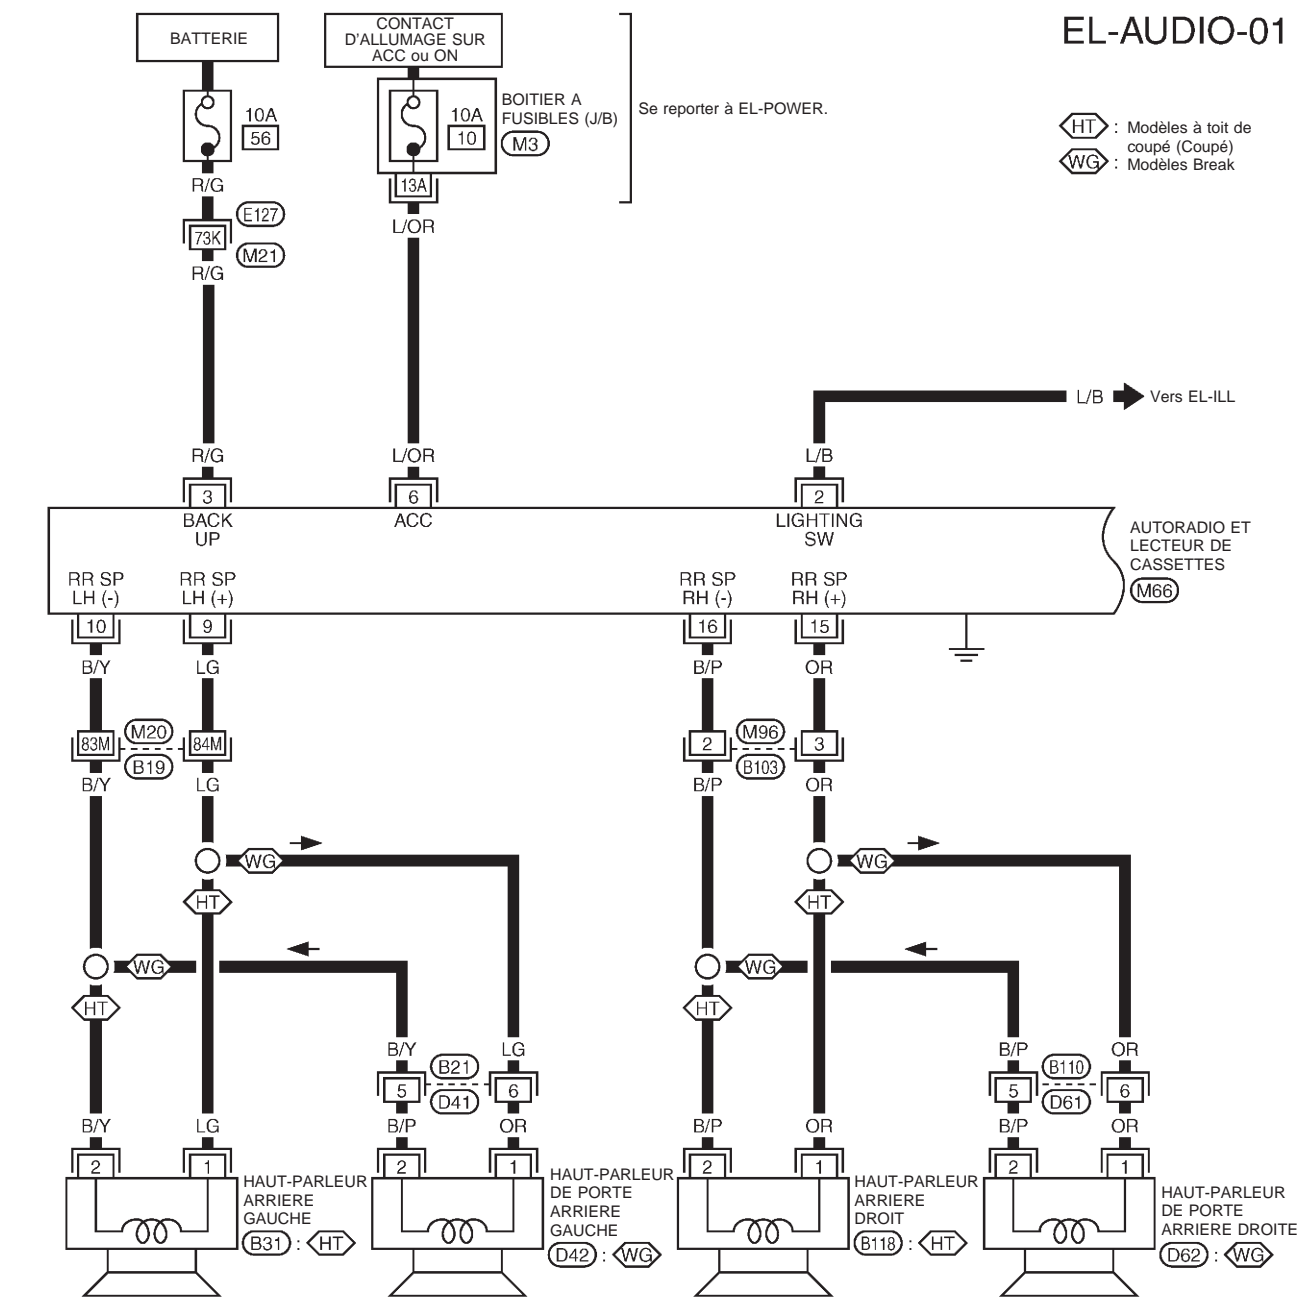 EL-AUDIO-01
BATTERIE
CONTACT
D'ALLUMAGE SUR
ACC ou ON
10A
56
10A
10
BOITIER A
FUSIBLES (J/B)
M3
Se reporter à EL-POWER.
HT : Modèles à toit de
coupé (Coupé)
WG : Modèles Break
R/G
13A
E127
73K
L/OR
M21
R/G
L/B
Vers EL-ILL
R/G
L/OR
L/B
3
6
2
BACK
UP
ACC
LIGHTING
SW
AUTORADIO ET
LECTEUR DE
CASSETTES
M66
RR SP
LH (-)
RR SP
LH (+)
RR SP
RH (-)
RR SP
RH (+)
10
9
16
15
B/Y
LG
B/P
OR
83M
M20
B19
84M
2
M96
B103
3
B/Y
LG
B/P
OR
WG
WG
HT
HT
WG
WG
HT
HT
B/Y
LG
B/P
OR
5
B21
D41
6
5
B110
D61
6
B/Y
LG
B/P
OR
B/P
OR
B/P
OR
2
1
2
1
2
1
2
1
HAUT-PARLEUR
ARRIERE
GAUCHE
B31 : HT
HAUT-PARLEUR
DE PORTE
ARRIERE
GAUCHE
D42 : WG
HAUT-PARLEUR
ARRIERE
DROIT
B118 : HT
HAUT-PARLEUR
DE PORTE
ARRIERE DROITE
D62 : WG